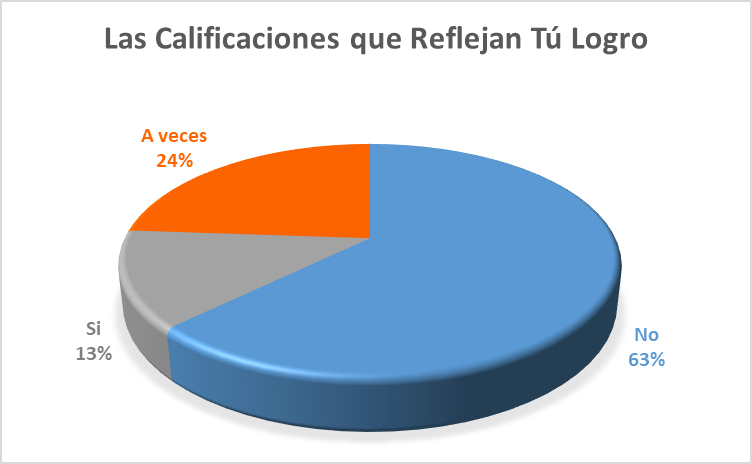 Las Calificaciones que Reflejan Tú Logro
A veces
24%
Si
13%
No
63%